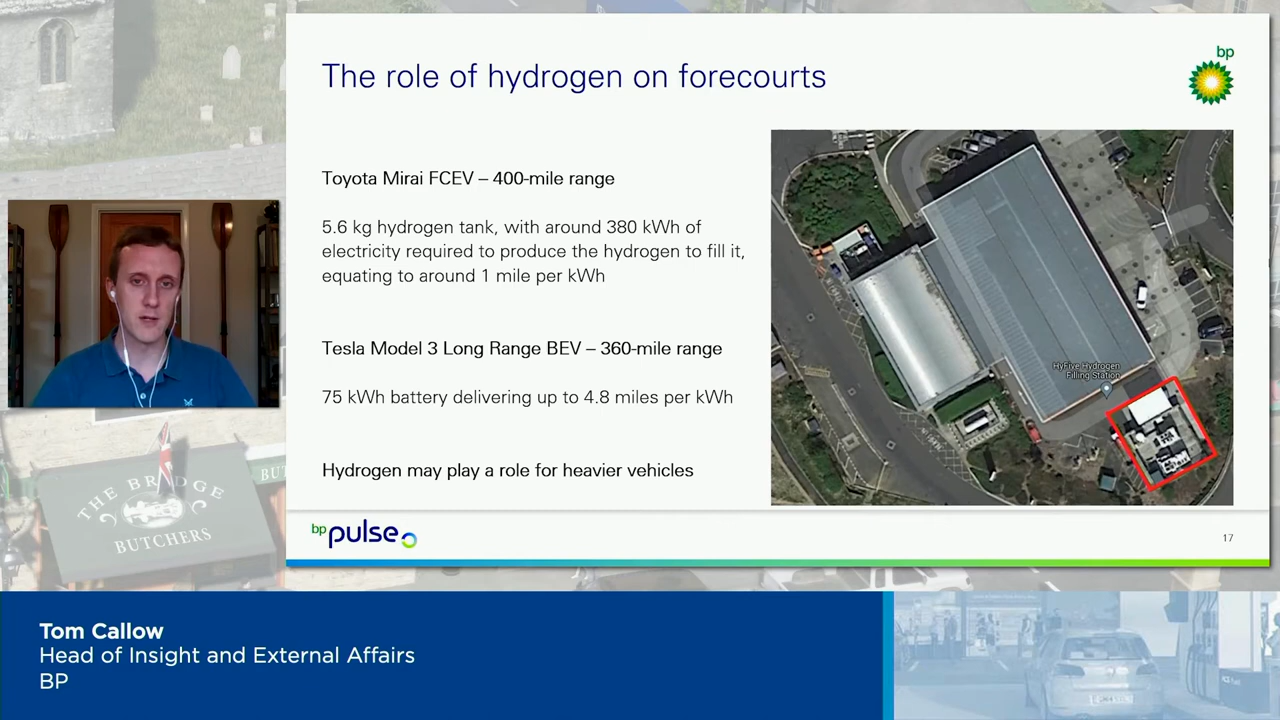 The role of hydrogen on forecourts
bp
Toyota Mirai FCEV – 400-mile range
5.6 kg hydrogen tank, with around 380 kWh of
electricity required to produce the hydrogen to fill it,
equating to around 1 mile per kWh
Tesla Model 3 Long Range BEV – 360-mile range
75 kWh battery delivering up to 4.8 miles per kWh
Hydrogen may play a role for heavier vehicles
HyFive Hydrogen
Filling Station
bp pulse
17
THE BRIDGE
BUTCHERS
BUT
Tom Callow
Head of Insight and External Affairs
BP